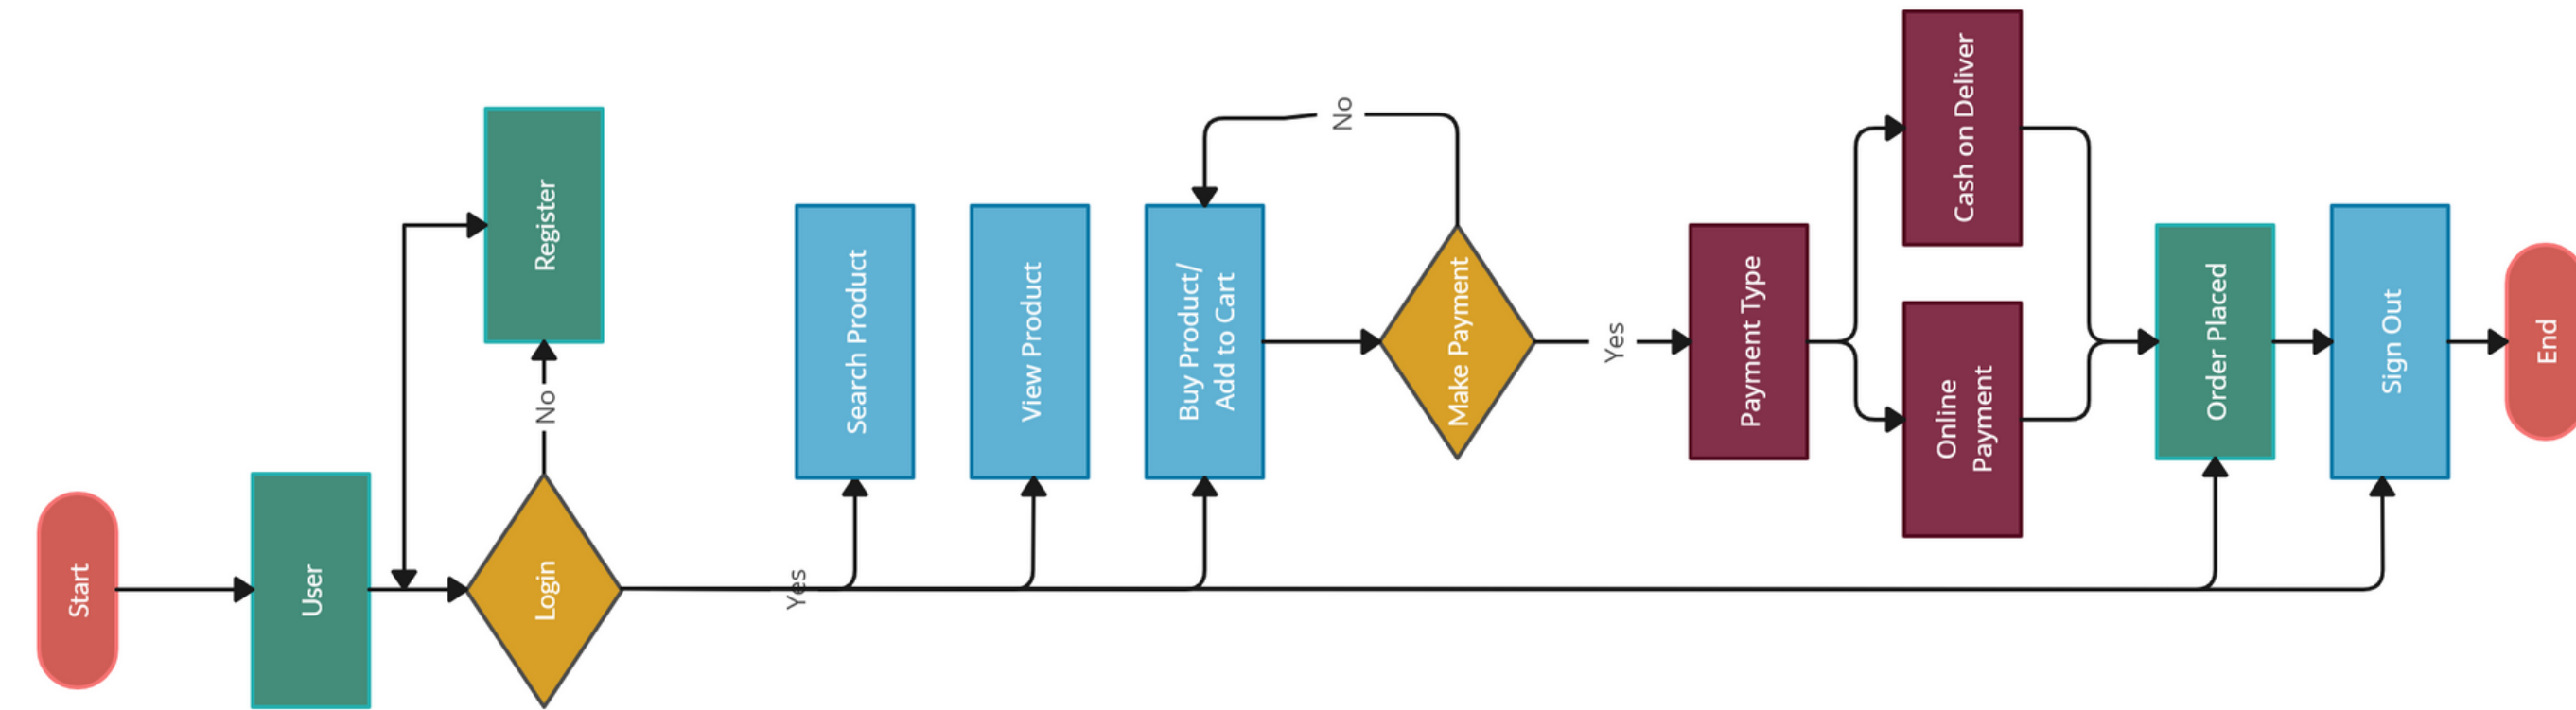 Start
User
Login
No
Register
Yes
Search Product
View Product
Buy Product/
Add to Cart
No
Make Payment
Yes
Payment Type
Cash on Deliver
Online
Payment
Order Placed
Sign Out
End